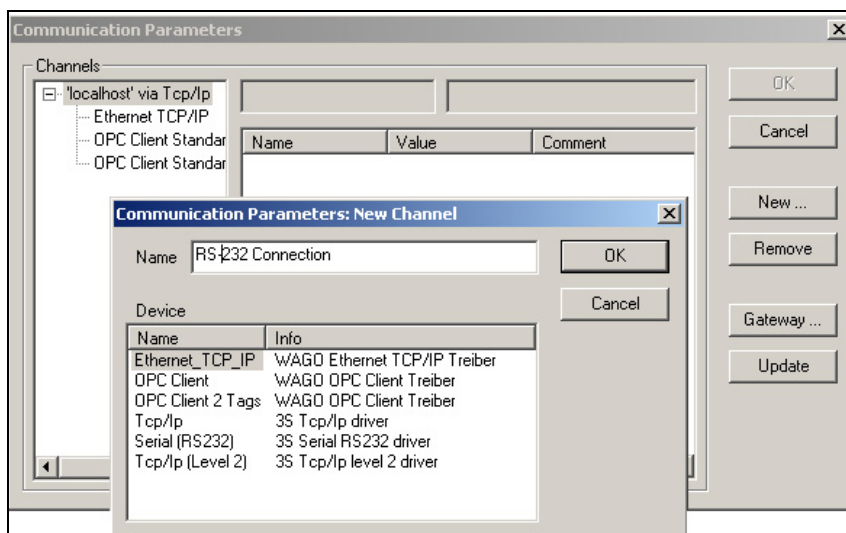 Communication Parameters
Channels
'localhost' via Tcp/Ip
Ethernet TCP/IP
OPC Client Standar
OPC Client Standar
Name Value Comment
OK
Cancel
New ...
Remove
Gateway ...
Update
Communication Parameters: New Channel
Name RS-232 Connection
OK
Cancel
Device
Name Info
Ethernet_TCP_IP WAGO Ethernet TCP/IP Treiber
OPC Client WAGO OPC Client Treiber
OPC Client 2 Tags WAGO OPC Client Treiber
Tcp/Ip 3S Tcp/Ip driver
Serial (RS232) 3S Serial RS232 driver
Tcp/Ip (Level 2) 3S Tcp/Ip level 2 driver